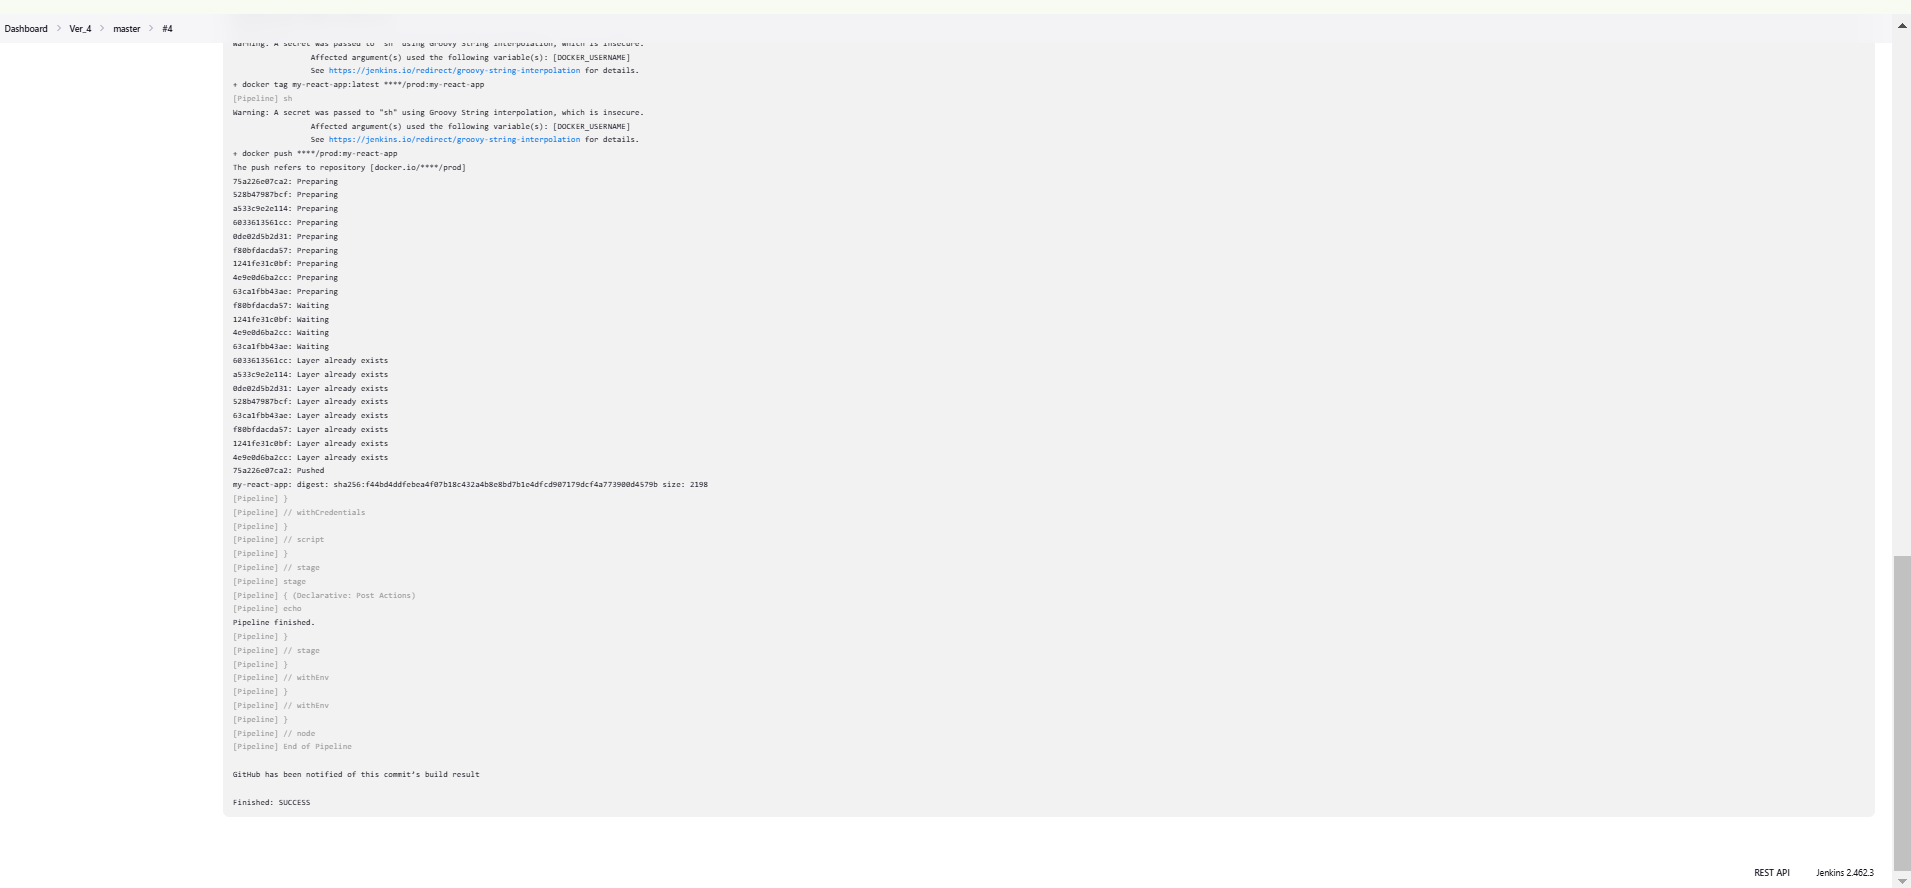 Dashboard > Ver_4 > master > #4
Warning: A secret was passed to "sh" using Groovy String interpolation, which is insecure.
Affected argument(s) used the following variable(s): [DOCKER_USERNAME]
See https://jenkins.io/redirect/groovy-string-interpolation for details.
+ docker tag my-react-app:latest ****/prod:my-react-app
[Pipeline] sh
Warning: A secret was passed to "sh" using Groovy String interpolation, which is insecure.
Affected argument(s) used the following variable(s): [DOCKER_USERNAME]
See https://jenkins.io/redirect/groovy-string-interpolation for details.
+ docker push ****/prod:my-react-app
The push refers to repository [docker.io/****/prod]
75a226e07ca2: Preparing
528b47987bcf: Preparing
a533c9e2e114: Preparing
6033613561cc: Preparing
0de02d5b2d31: Preparing
f80bfdacda57: Preparing
1241fe31c0bf: Preparing
4e9e0d6ba2cc: Preparing
63ca1fbb43ae: Preparing
f80bfdacda57: Waiting
1241fe31c0bf: Waiting
4e9e0d6ba2cc: Waiting
63ca1fbb43ae: Waiting
6033613561cc: Layer already exists
a533c9e2e114: Layer already exists
0de02d5b2d31: Layer already exists
528b47987bcf: Layer already exists
63ca1fbb43ae: Layer already exists
f80bfdacda57: Layer already exists
1241fe31c0bf: Layer already exists
4e9e0d6ba2cc: Layer already exists
75a226e07ca2: Pushed
my-react-app: digest: sha256:f44bd4ddfebea4f07b18c432a4b8e8bd7b1e4dfcd907179dcf4a773900d4579b size: 2198
[Pipeline] }
[Pipeline] // withCredentials
[Pipeline] }
[Pipeline] // script
[Pipeline] }
[Pipeline] // stage
[Pipeline] stage
[Pipeline] { (Declarative: Post Actions)
[Pipeline] echo
Pipeline finished.
[Pipeline] }
[Pipeline] // stage
[Pipeline] }
[Pipeline] // withEnv
[Pipeline] }
[Pipeline] // withEnv
[Pipeline] }
[Pipeline] // node
[Pipeline] End of Pipeline
GitHub has been notified of this commit’s build result
Finished: SUCCESS
REST API Jenkins 2.462.3